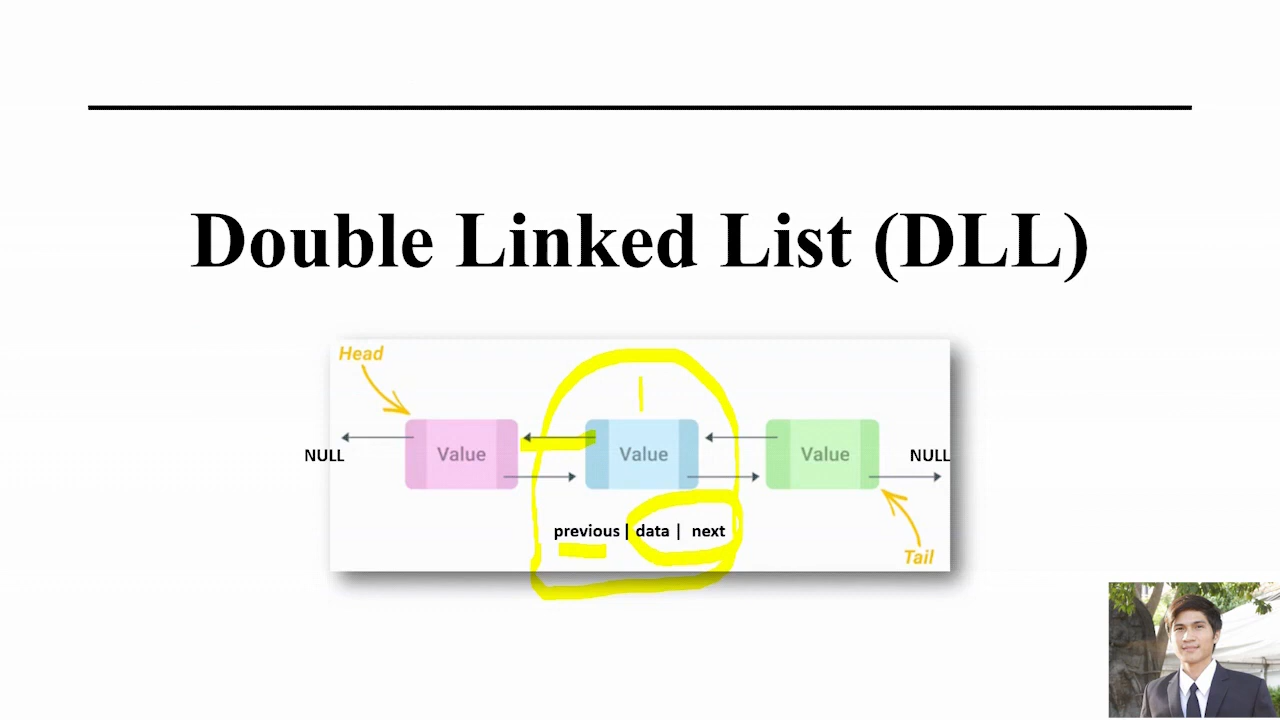 Double Linked List (DLL)
Head
NULL
Value
Value
Value
NULL
previous | data | next
Tail